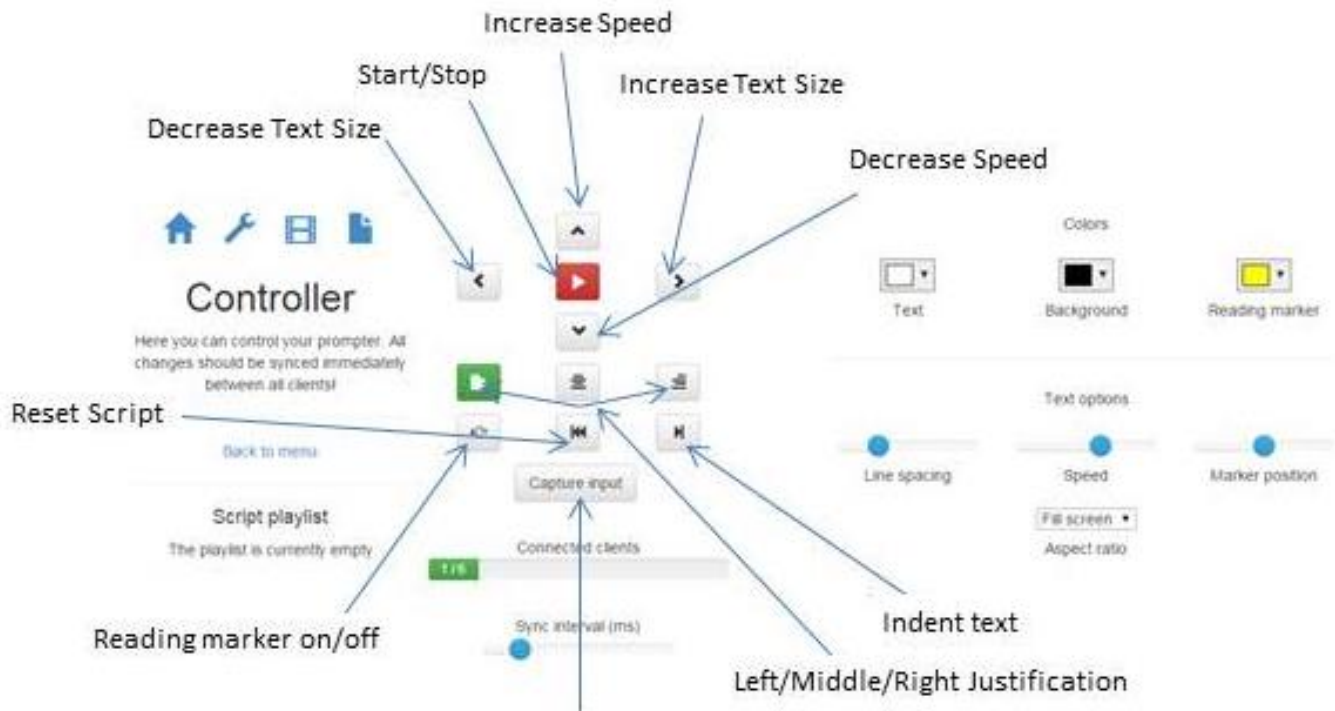 Increase Speed
Start/Stop
Increase Text Size
Decrease Text Size
Decrease Speed
Colors
Controller
Text
Background
Reading marker
Here you can control your prompter. All
changes should be synced immediately
between all clients!
Reset Script
Text options
Back to menu
Line spacing
Speed
Marker position
Capture input
Script playlist
Fill screen
The playlist is currently empty
Connected clients
Aspect ratio
1 / 5
Indent text
Reading marker on/off
Sync interval (ms)
Left/Middle/Right Justification